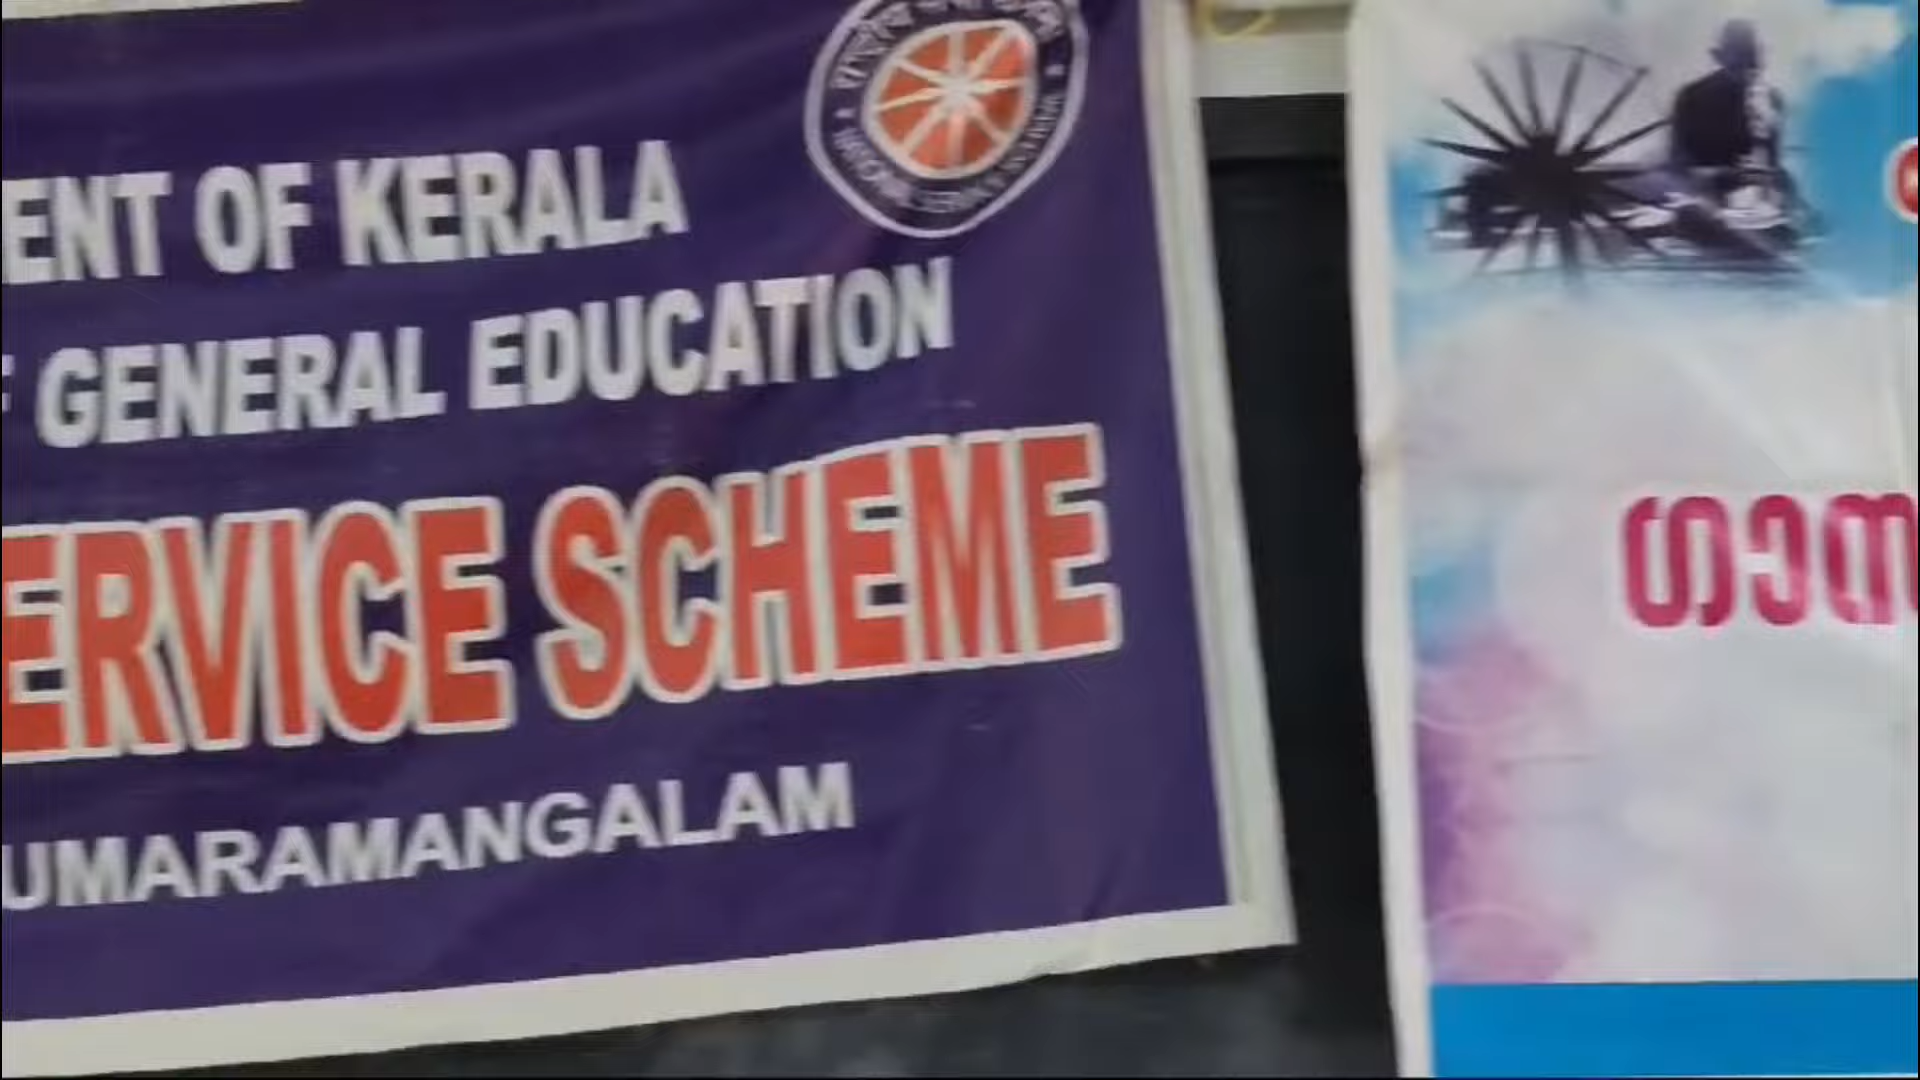 ENT OF KERALA
GENERAL EDUCATION
ERVICE SCHEME
UMARAMANGALAM
ഗാന